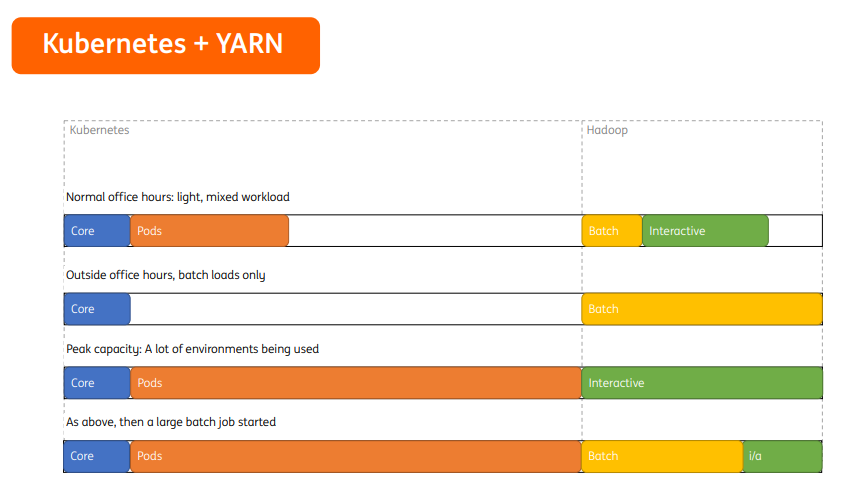 Kubernetes + YARN
Kubernetes
Hadoop
Normal office hours: light, mixed workload
Core
Pods
Batch
Interactive
Outside office hours, batch loads only
Core
Batch
Peak capacity: A lot of environments being used
Core
Pods
Interactive
As above, then a large batch job started
Core
Pods
Batch
i/a